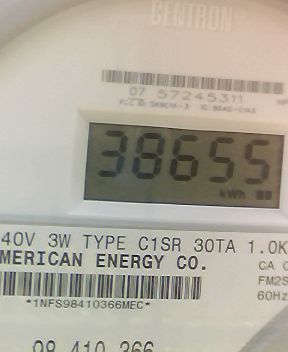 CENTRON®
07 57245311
38655
kWh
40V 3W TYPE C1SR 30TA 1.0K
MERICAN ENERGY CO.
CA 0
FM2S
60Hz
*1NFS98410366MEC*
98 410 366